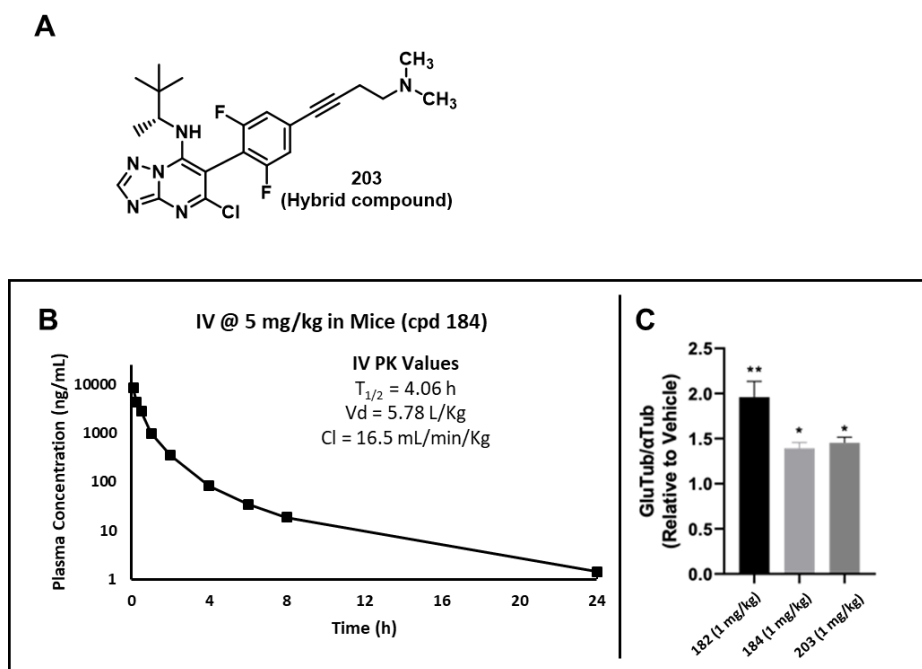 A
CH₃
N
CH₃
F
NH
N
N
N
N
Cl
F
203
(Hybrid compound)
B
IV @ 5 mg/kg in Mice (cpd 184)
IV PK Values
T₁/₂ = 4.06 h
Vd = 5.78 L/Kg
Cl = 16.5 mL/min/Kg
Plasma Concentration (ng/mL)
10000
1000
100
10
1
0 4 8 12 16 20 24
Time (h)
C
GluTub/αTub
(Relative to Vehicle)
2.5
2.0
1.5
1.0
0.5
0.0
**
*
*
182 (1 mg/kg)
184 (1 mg/kg)
203 (1 mg/kg)